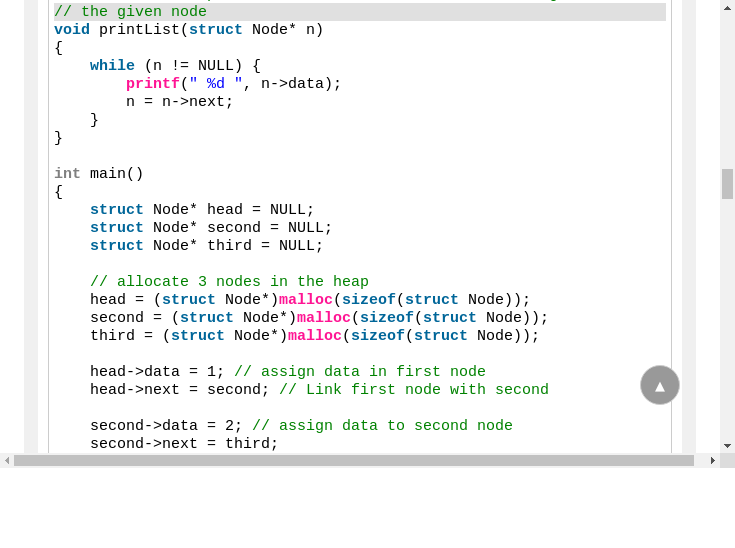 // the given node
void printList(struct Node* n)
{
    while (n != NULL) {
        printf(" %d ", n->data);
        n = n->next;
    }
}

int main()
{
    struct Node* head = NULL;
    struct Node* second = NULL;
    struct Node* third = NULL;

    // allocate 3 nodes in the heap
    head = (struct Node*)malloc(sizeof(struct Node));
    second = (struct Node*)malloc(sizeof(struct Node));
    third = (struct Node*)malloc(sizeof(struct Node));

    head->data = 1; // assign data in first node
    head->next = second; // Link first node with second

    second->data = 2; // assign data to second node
    second->next = third;